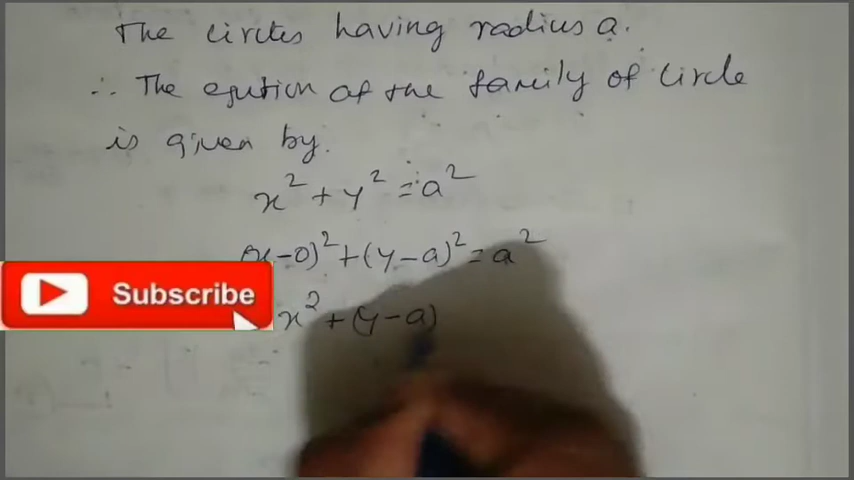 The circles having radius a.
∴ The eqution of the family of circle
is given by.
x² + y² = a²
(x-0)² + (y-a)² = a²
Subscribe
x² + (y-a)